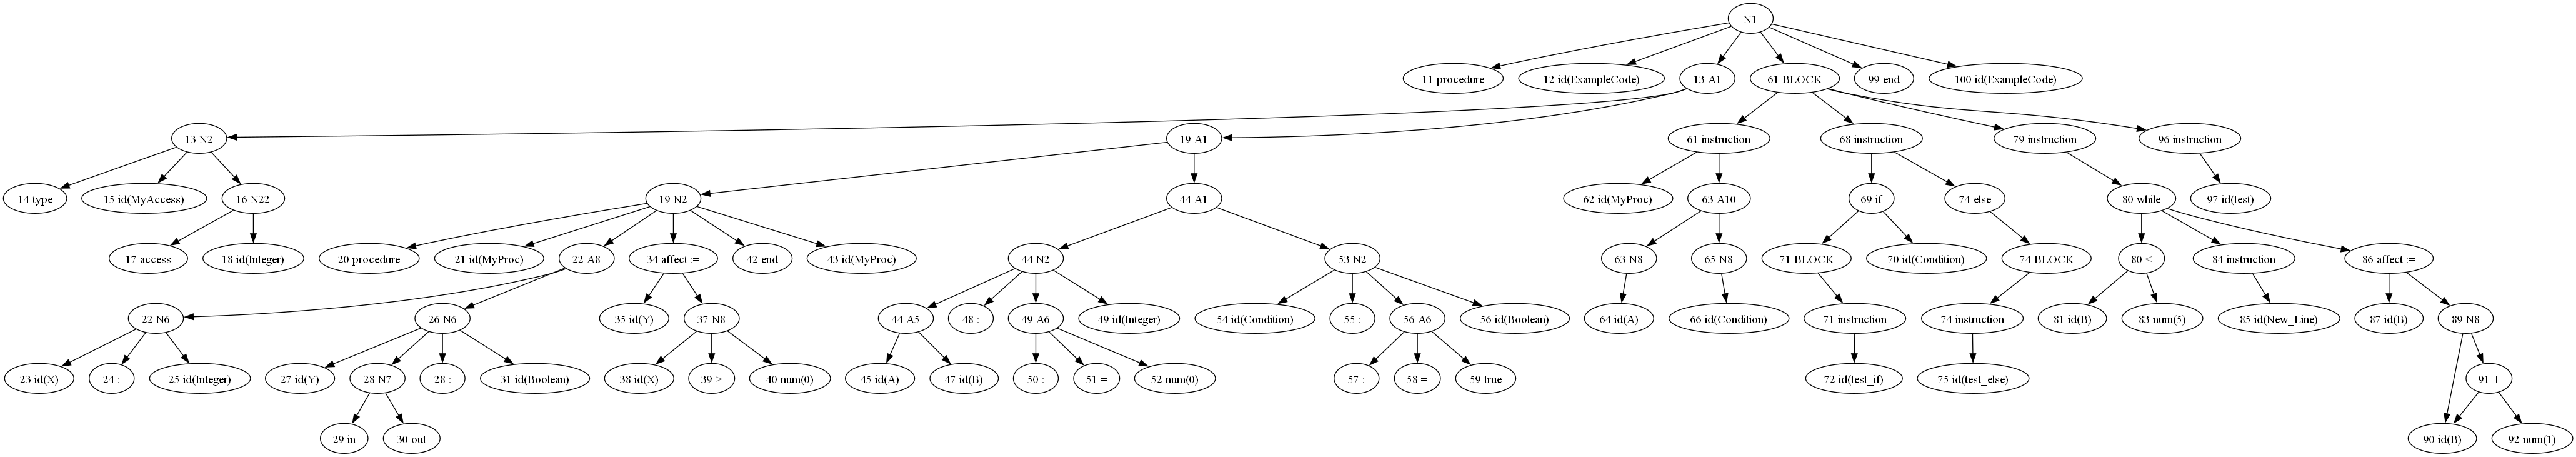 N1
11 procedure
12 id(ExampleCode)
13 A1
61 BLOCK
99 end
100 id(ExampleCode)
13 N2
19 A1
61 instruction
68 instruction
79 instruction
96 instruction
14 type
15 id(MyAccess)
16 N22
19 N2
44 A1
62 id(MyProc)
63 A10
69 if
74 else
80 while
97 id(test)
17 access
18 id(Integer)
20 procedure
21 id(MyProc)
22 A8
34 affect :=
42 end
43 id(MyProc)
44 N2
53 N2
63 N8
65 N8
71 BLOCK
70 id(Condition)
74 BLOCK
80 <
84 instruction
86 affect :=
22 N6
26 N6
35 id(Y)
37 N8
44 A5
48 :
49 A6
49 id(Integer)
54 id(Condition)
55 :
56 A6
56 id(Boolean)
64 id(A)
66 id(Condition)
71 instruction
74 instruction
81 id(B)
83 num(5)
85 id(New_Line)
87 id(B)
89 N8
23 id(X)
24 :
25 id(Integer)
27 id(Y)
28 N7
28 :
31 id(Boolean)
38 id(X)
39 >
40 num(0)
45 id(A)
47 id(B)
50 :
51 =
52 num(0)
57 :
58 =
59 true
72 id(test_if)
75 id(test_else)
91 +
29 in
30 out
90 id(B)
92 num(1)